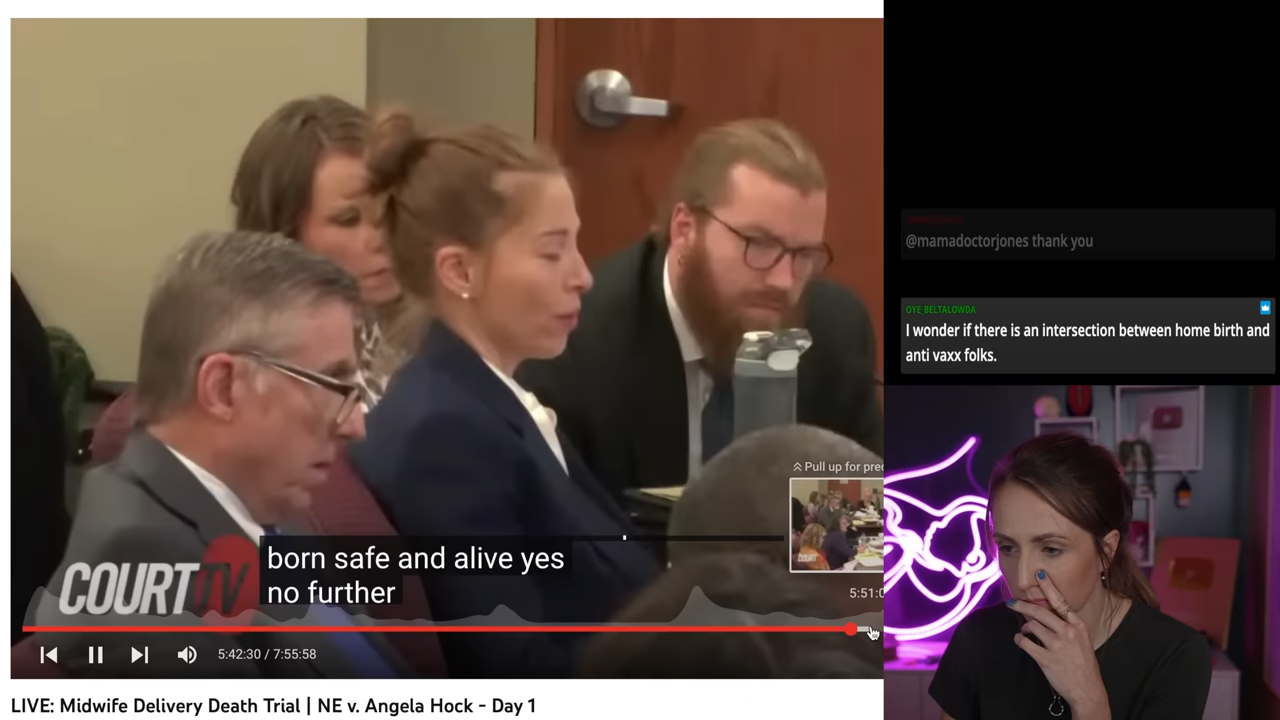 @mamadoctorjones thank you
OYE BELTALOWDA
I wonder if there is an intersection between home birth and
anti vaxx folks.
Pull up for prec
COURT
5:51:0
born safe and alive yes
no further
COURT TV
5:42:30 / 7:55:58
LIVE: Midwife Delivery Death Trial | NE v. Angela Hock - Day 1